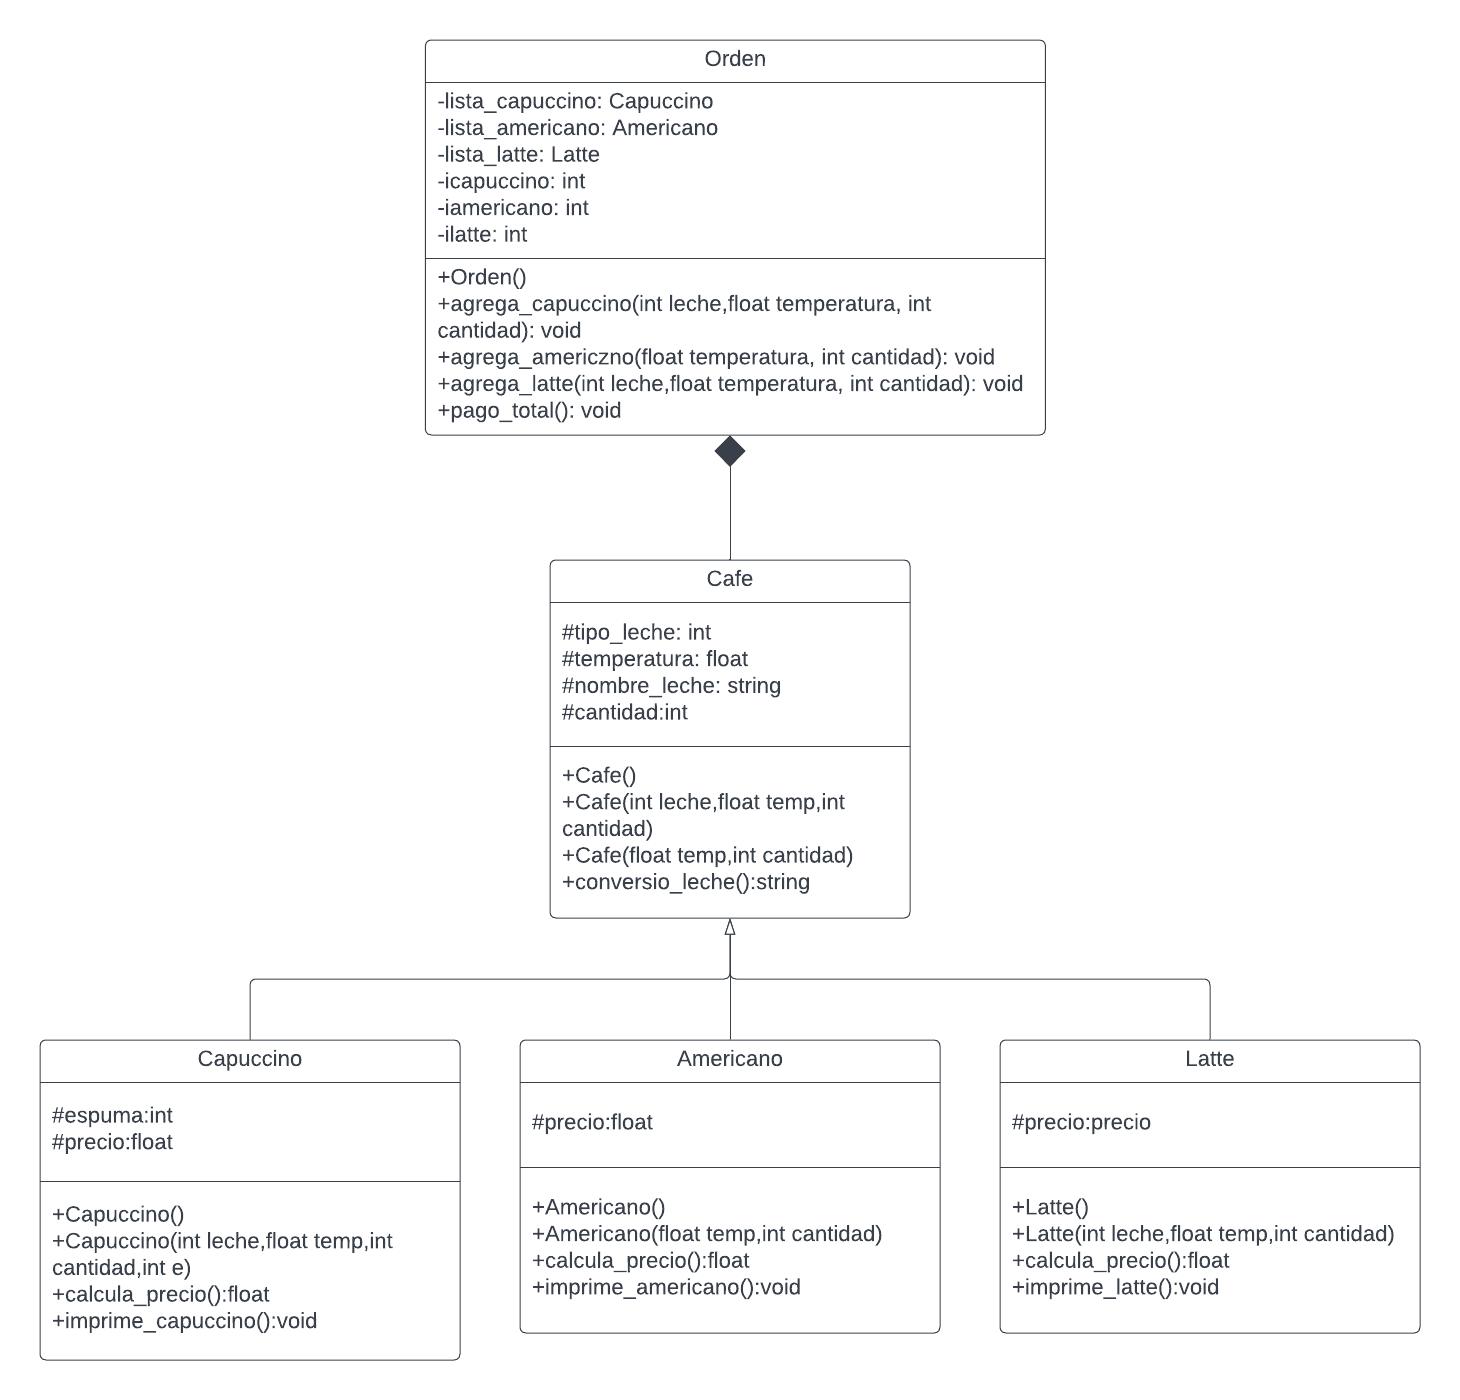 Orden
-lista_capuccino: Capuccino
-lista_americano: Americano
-lista_latte: Latte
-icapuccino: int
-iamericano: int
-ilatte: int
+Orden()
+agrega_capuccino(int leche,float temperatura, int
cantidad): void
+agrega_americzno(float temperatura, int cantidad): void
+agrega_latte(int leche,float temperatura, int cantidad): void
+pago_total(): void
Cafe
#tipo_leche: int
#temperatura: float
#nombre_leche: string
#cantidad:int
+Cafe()
+Cafe(int leche,float temp,int
cantidad)
+Cafe(float temp,int cantidad)
+conversio_leche():string
Capuccino
#espuma:int
#precio:float
+Capuccino()
+Capuccino(int leche,float temp,int
cantidad,int e)
+calcula_precio():float
+imprime_capuccino():void
Americano
#precio:float
+Americano()
+Americano(float temp,int cantidad)
+calcula_precio():float
+imprime_americano():void
Latte
#precio:precio
+Latte()
+Latte(int leche,float temp,int cantidad)
+calcula_precio():float
+imprime_latte():void